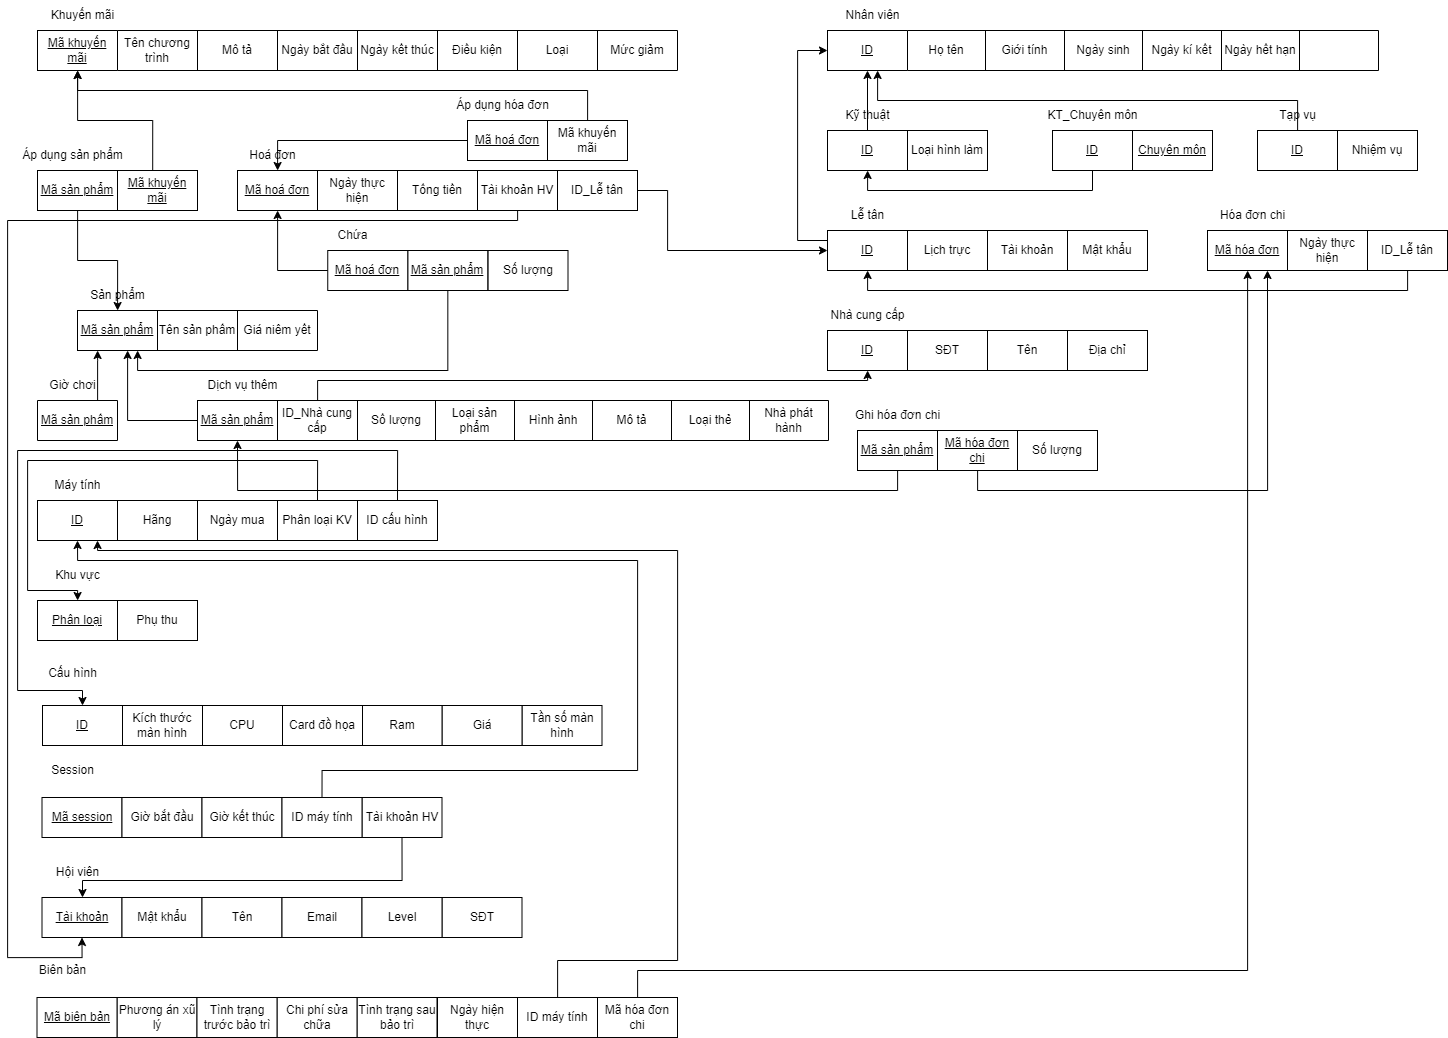 Khuyến mãi
Mã khuyến
mãi
Tên chương
trình
Mô tả
Ngày bắt đầu
Ngày kết thúc
Điều kiện
Loại
Mức giảm
Nhân viên
ID
Họ tên
Giới tính
Ngày sinh
Ngày kí kết
Ngày hết hạn
Áp dụng hóa đơn
Mã hoá đơn
Mã khuyến
mãi
Kỹ thuật
ID
Loại hình làm
KT_Chuyên môn
ID
Chuyên môn
Tạp vụ
ID
Nhiệm vụ
Áp dụng sản phẩm
Mã sản phẩm
Mã khuyến
mãi
Hoá đơn
Mã hoá đơn
Ngày thực
hiện
Tổng tiền
Tài khoản HV
ID_Lễ tân
Lễ tân
ID
Lịch trực
Tài khoản
Mật khẩu
Hóa đơn chi
Mã hóa đơn
Ngày thực
hiện
ID_Lễ tân
Chứa
Mã hoá đơn
Mã sản phẩm
Số lượng
Sản phẩm
Mã sản phẩm
Tên sản phẩm
Giá niêm yết
Nhà cung cấp
ID
SĐT
Tên
Địa chỉ
Giờ chơi
Mã sản phẩm
Dịch vụ thêm
Mã sản phẩm
ID_Nhà cung
cấp
Số lượng
Loại sản
phẩm
Hình ảnh
Mô tả
Loại thẻ
Nhà phát
hành
Ghi hóa đơn chi
Mã sản phẩm
Mã hóa đơn
chi
Số lượng
Máy tính
ID
Hãng
Ngày mua
Phân loại KV
ID cấu hình
Khu vực
Phân loại
Phụ thu
Cấu hình
ID
Kích thước
màn hình
CPU
Card đồ họa
Ram
Giá
Tần số màn
hình
Session
Mã session
Giờ bắt đầu
Giờ kết thúc
ID máy tính
Tài khoản HV
Hội viên
Tài khoản
Mật khẩu
Tên
Email
Level
SĐT
Biên bản
Mã biên bản
Phương án xũ
lý
Tình trạng
trước bảo trì
Chi phí sửa
chữa
Tình trạng sau
bảo trì
Ngày hiện
thực
ID máy tính
Mã hóa đơn
chi